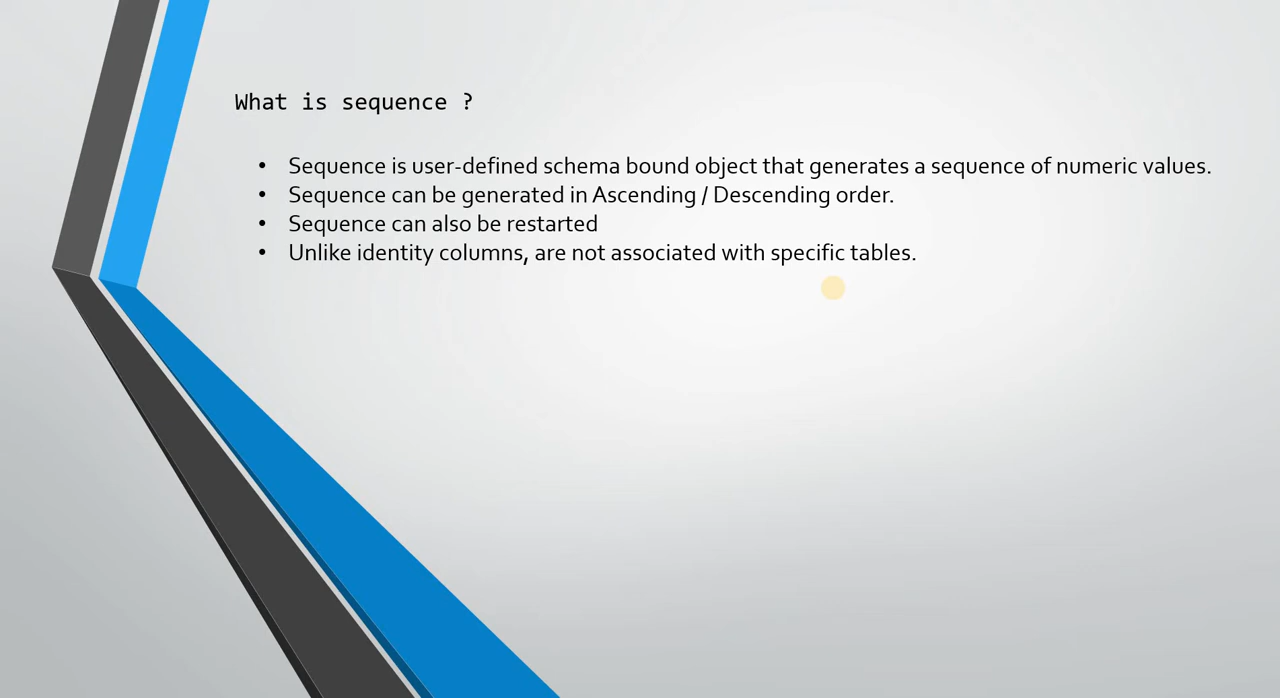 What is sequence ?
• Sequence is user-defined schema bound object that generates a sequence of numeric values.
• Sequence can be generated in Ascending / Descending order.
• Sequence can also be restarted
• Unlike identity columns, are not associated with specific tables.